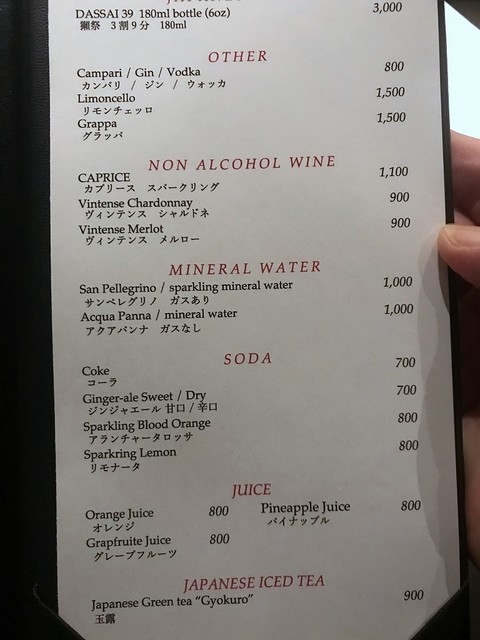 DASSAI 39 180ml bottle (6oz) 3,000
獺祭 3割9分 180ml
OTHER
Campari / Gin / Vodka 800
カンパリ / ジン / ウォッカ
Limoncello 1,500
リモンチェッロ
Grappa 1,500
グラッパ
NON ALCOHOL WINE
CAPRICE 1,100
カプリース スパークリング
Vintense Chardonnay 900
ヴィンテンス シャルドネ
Vintense Merlot 900
ヴィンテンス メルロー
MINERAL WATER
San Pellegrino / sparkling mineral water 1,000
サンペレグリノ ガスあり
Acqua Panna / mineral water 1,000
アクアパンナ ガスなし
SODA
Coke 700
コーラ
Ginger-ale Sweet / Dry 700
ジンジャエール 甘口 / 辛口
Sparkling Blood Orange 800
アランチャータロッサ
Sparkring Lemon 800
リモナータ
JUICE
Orange Juice 800 Pineapple Juice 800
オレンジ パイナップル
Grapfruite Juice 800
グレープフルーツ
JAPANESE ICED TEA
Japanese Green tea “Gyokuro” 900
玉露